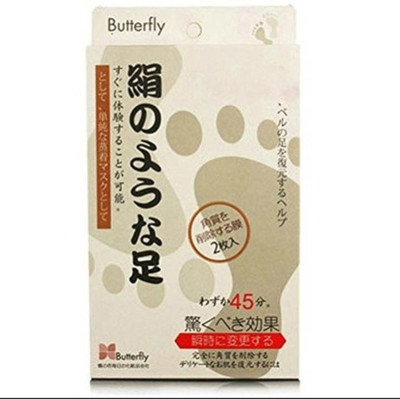 Butterfly
絹のような足
すぐに体験することが可能。
として・単純な蒸着マスクとして
ベルの足を復元するヘルプ
角質を
削除する膜
2枚入
わずか45分。
驚くべき効果
瞬時に変更する
完全に角質を削除する
デリケートなお肌を復元するには
Butterfly